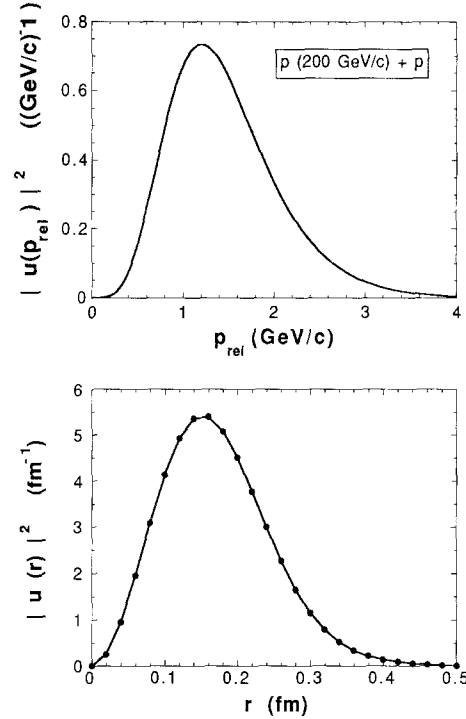 | u(p_rel) |²   ((GeV/c)⁻¹)
0.8
0.6
0.4
0.2
0
p (200 GeV/c) + p
0 1 2 3 4
p_rel (GeV/c)
| u (r) |²   (fm⁻¹)
6
5
4
3
2
1
0
0 0.1 0.2 0.3 0.4 0.5
r (fm)